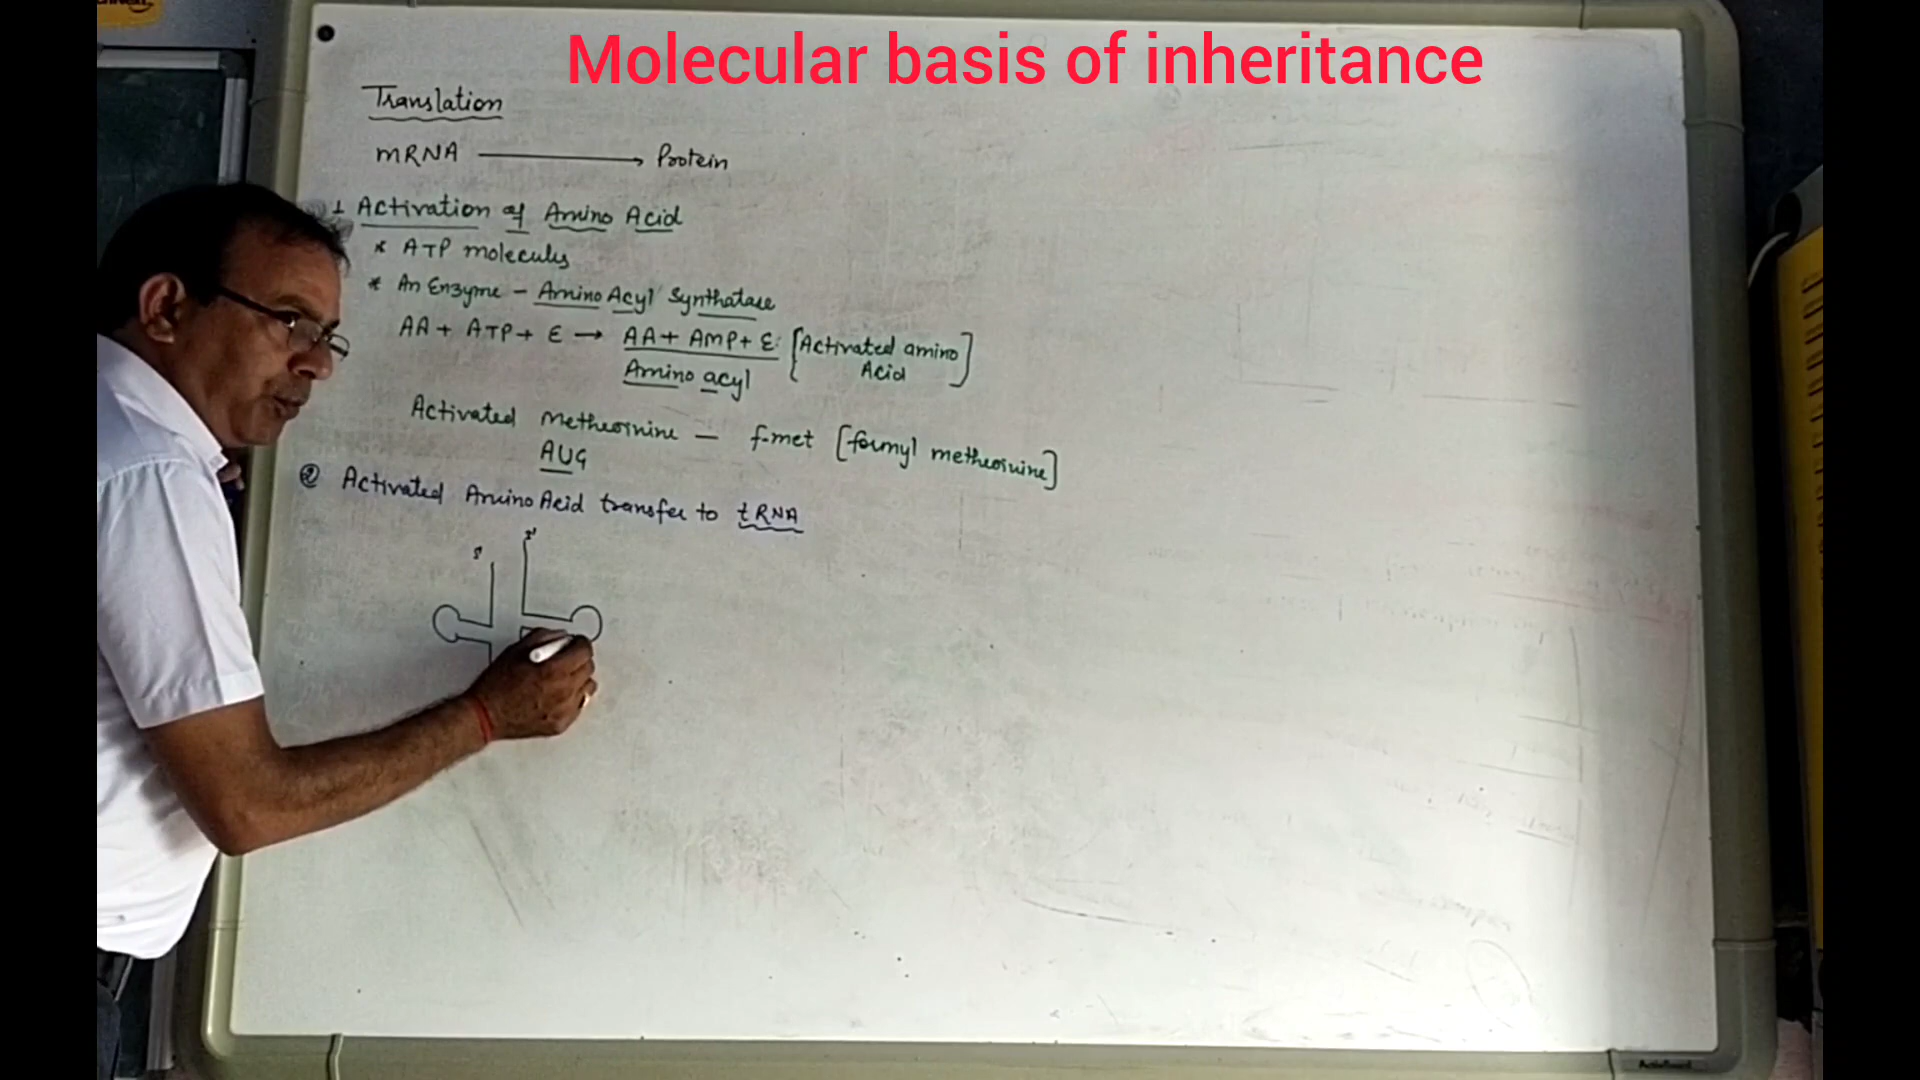 Molecular basis of inheritance
Translation
mRNA ⟶ Protein
1 Activation of Amino Acid
* ATP molecules
* An Enzyme - Amino Acyl Synthatase
AA + ATP + E → AA + AMP + E [Activated amino Acid]
Amino acyl
Activated Metheoinine - f-met [formyl metheoinine]
AUG
② Activated Amino Acid transfer to tRNA